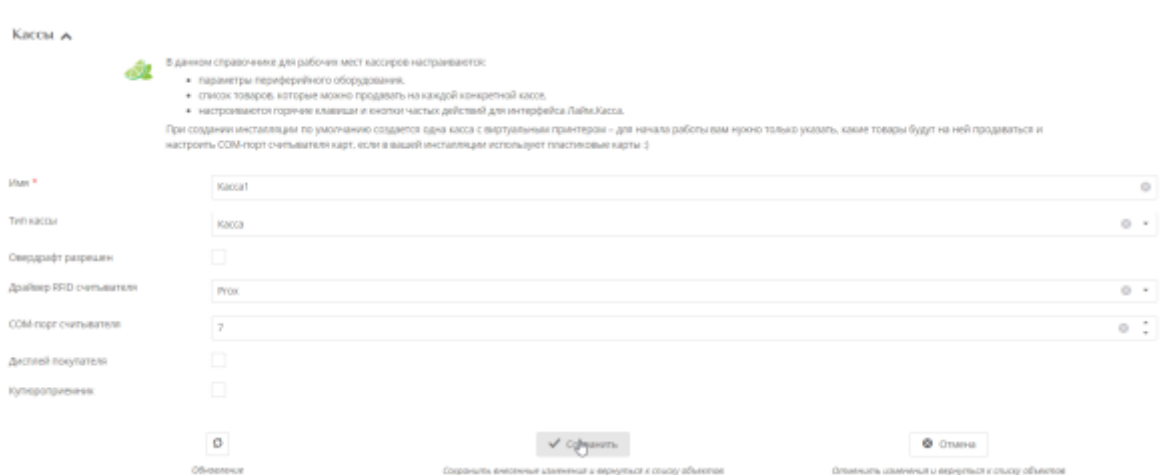 Кассы
В данном справочнике для рабочих мест кассиров настраиваются:
параметры периферийного оборудования,
список товаров, которые можно продавать на каждой конкретной кассе,
настраиваются горячие клавиши и кнопки частых действий для интерфейса Лайм.Касса.
При создании инсталляции по умолчанию создается одна касса с виртуальным принтером – для начала работы вам нужно только указать, какие товары будут на ней продаваться и
настроить COM-порт считывателя карт, если в вашей инсталляции используют пластиковые карты :)
Имя *
Касса1
Тип кассы
Касса
Овердрафт разрешен
Драйвер RFID считывателя
Prox
COM-порт считывателя
7
Дисплей покупателя
Купюроприемник
Сохранить
Отмена
Обновление
Сохранить внесенные изменения и вернуться к списку объектов
Отменить изменения и вернуться к списку объектов